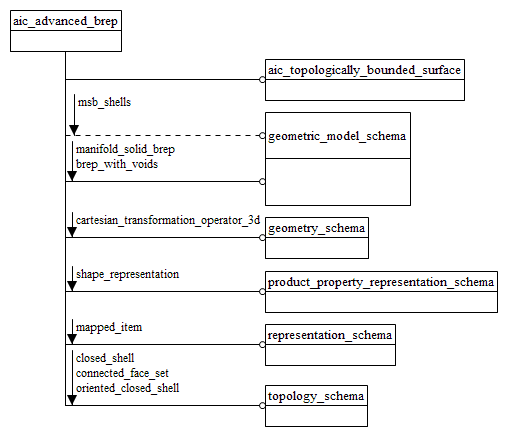 aic_advanced_brep
aic_topologically_bounded_surface
msb_shells
geometric_model_schema
manifold_solid_brep
brep_with_voids
cartesian_transformation_operator_3d
geometry_schema
shape_representation
product_property_representation_schema
mapped_item
representation_schema
closed_shell
connected_face_set
oriented_closed_shell
topology_schema